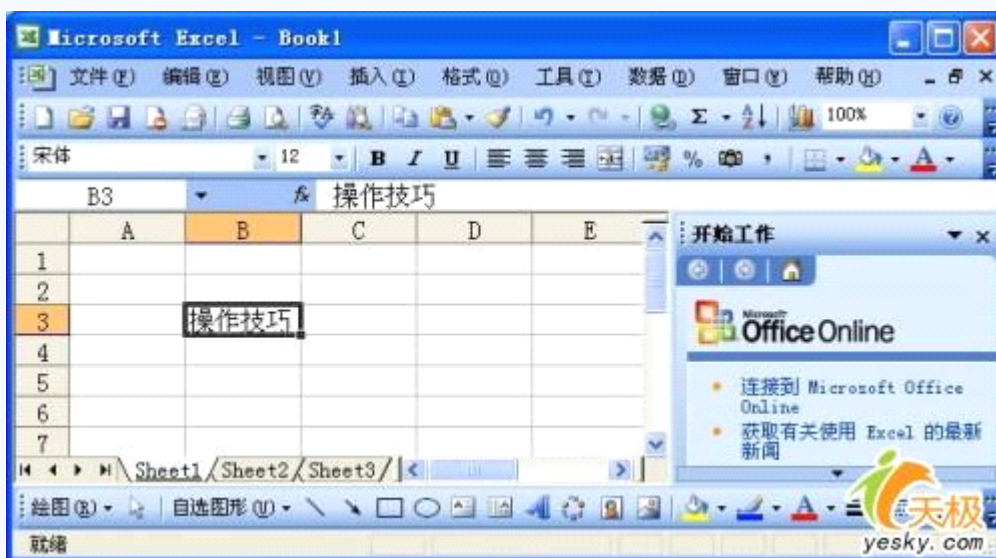 Microsoft Excel - Book1
文件(F) 编辑(E) 视图(V) 插入(I) 格式(O) 工具(T) 数据(D) 窗口(W) 帮助(H)
100%
宋体 12 B I U % , A
B3 fx 操作技巧
A B C D E
开始工作
1
2
3 操作技巧
Microsoft
Office Online
4
5
连接到 Microsoft Office
Online
6
获取有关使用 Excel 的最新
新闻
7
Sheet1 Sheet2 Sheet3
绘图(R) 自选图形(U) A
天极
yesky.com
就绪